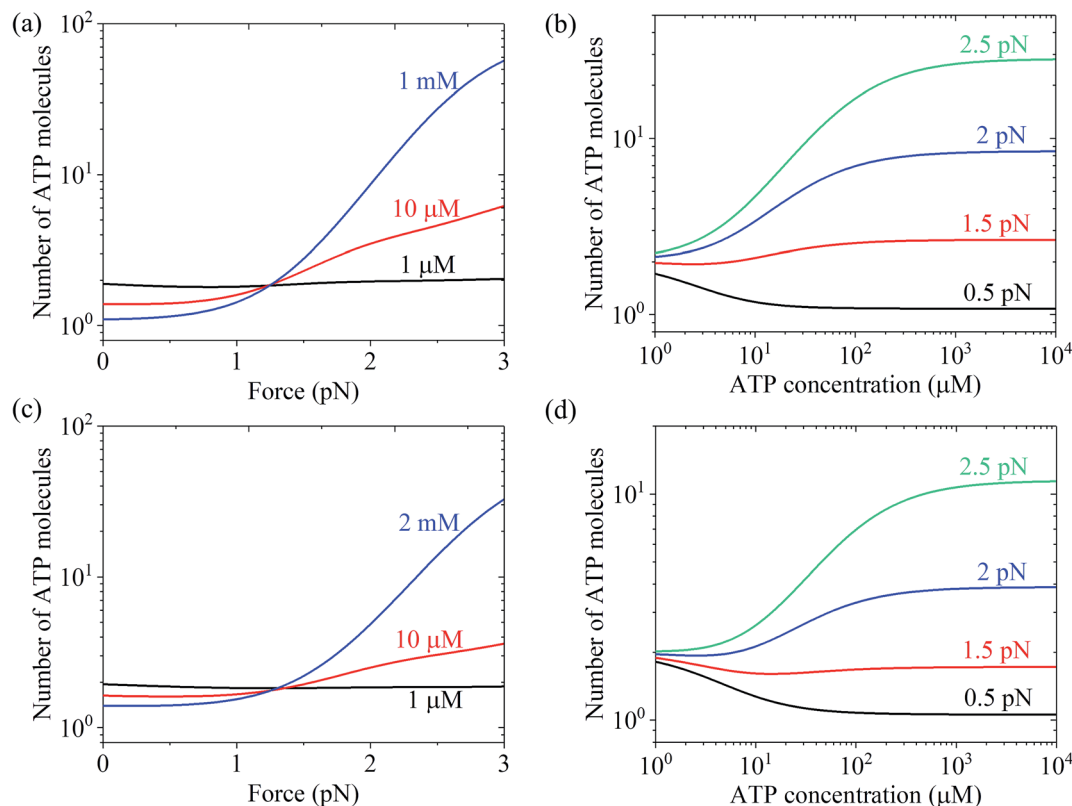 (a)
Number of ATP molecules
10²
10¹
10⁰
1 mM
10 μM
1 μM
0
1
2
3
Force (pN)
(b)
Number of ATP molecules
10¹
10⁰
2.5 pN
2 pN
1.5 pN
0.5 pN
10⁰
10¹
10²
10³
10⁴
ATP concentration (μM)
(c)
Number of ATP molecules
10²
10¹
10⁰
2 mM
10 μM
1 μM
0
1
2
3
Force (pN)
(d)
Number of ATP molecules
10¹
10⁰
2.5 pN
2 pN
1.5 pN
0.5 pN
10⁰
10¹
10²
10³
10⁴
ATP concentration (μM)